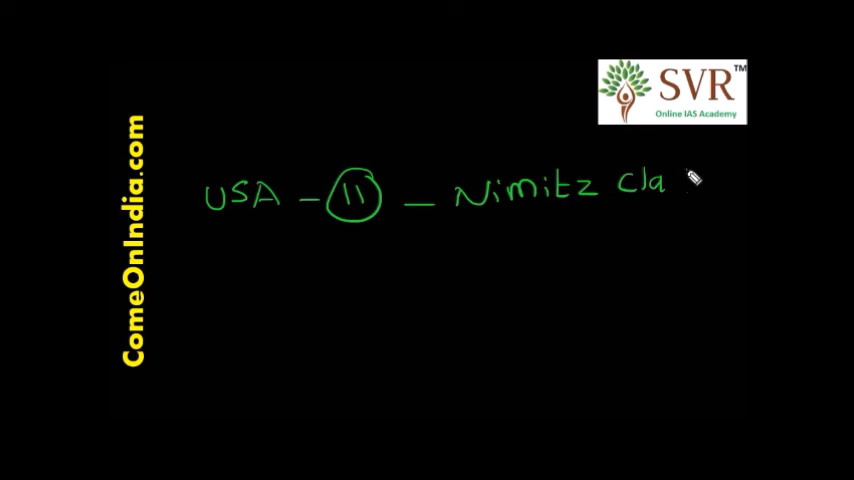 SVR™
Online IAS Academy
ComeOnIndia.com
USA – 11 – Nimitz Cla